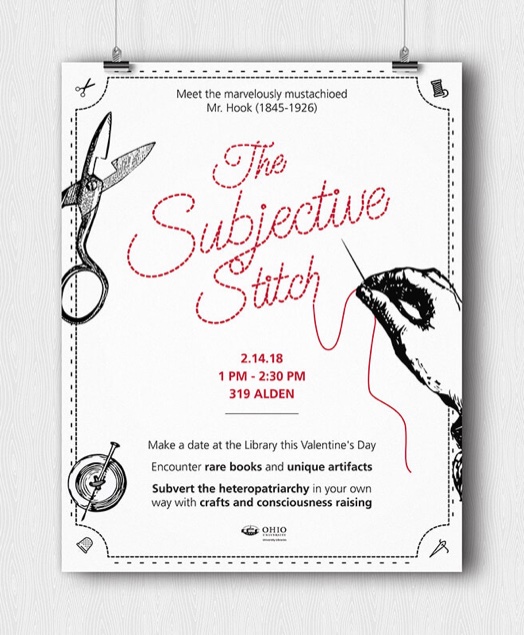 Meet the marvelously mustachioed
Mr. Hook (1845-1926)
The
Subjective
Stitch
2.14.18
1 PM - 2:30 PM
319 ALDEN
Make a date at the Library this Valentine's Day
Encounter rare books and unique artifacts
Subvert the heteropatriarchy in your own
way with crafts and consciousness raising
OHIO
UNIVERSITY